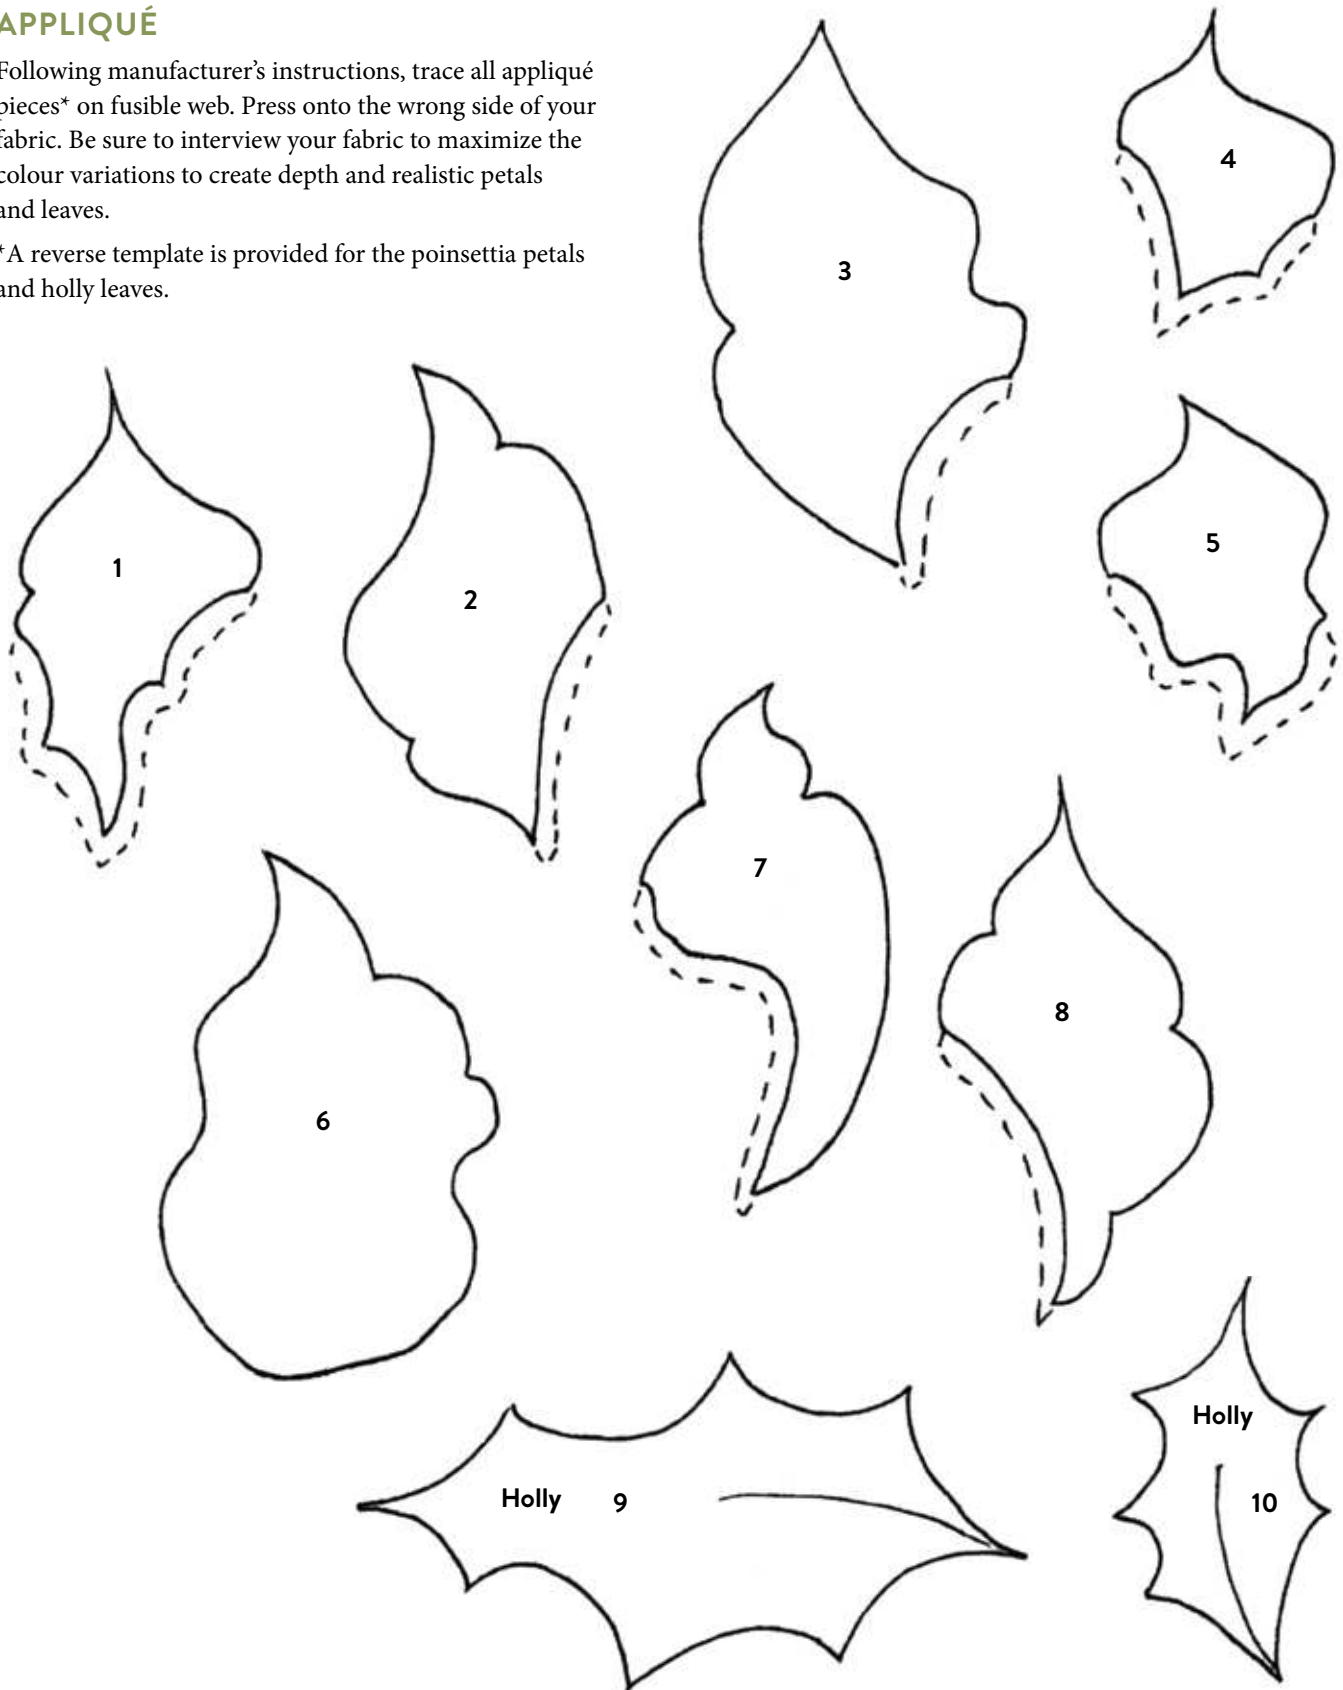 APPLIQUÉ
Following manufacturer's instructions, trace all appliqué
pieces* on fusible web. Press onto the wrong side of your
fabric. Be sure to interview your fabric to maximize the
colour variations to create depth and realistic petals
and leaves.
*A reverse template is provided for the poinsettia petals
and holly leaves.
3
4
1
2
5
7
6
8
Holly 9
Holly
10